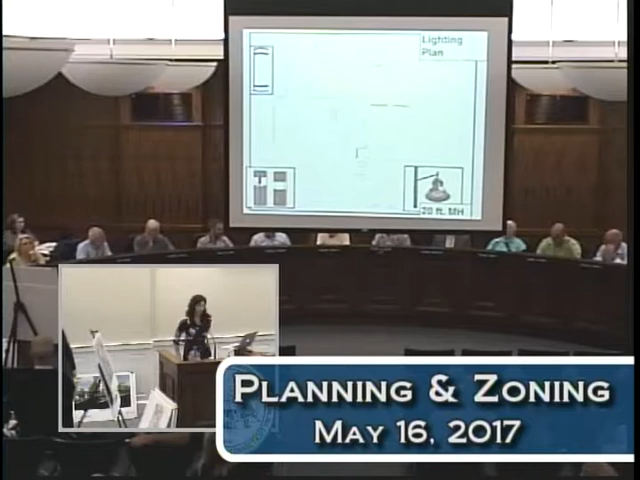 Lighting
Plan
20 ft. MH
PLANNING & ZONING
MAY 16, 2017